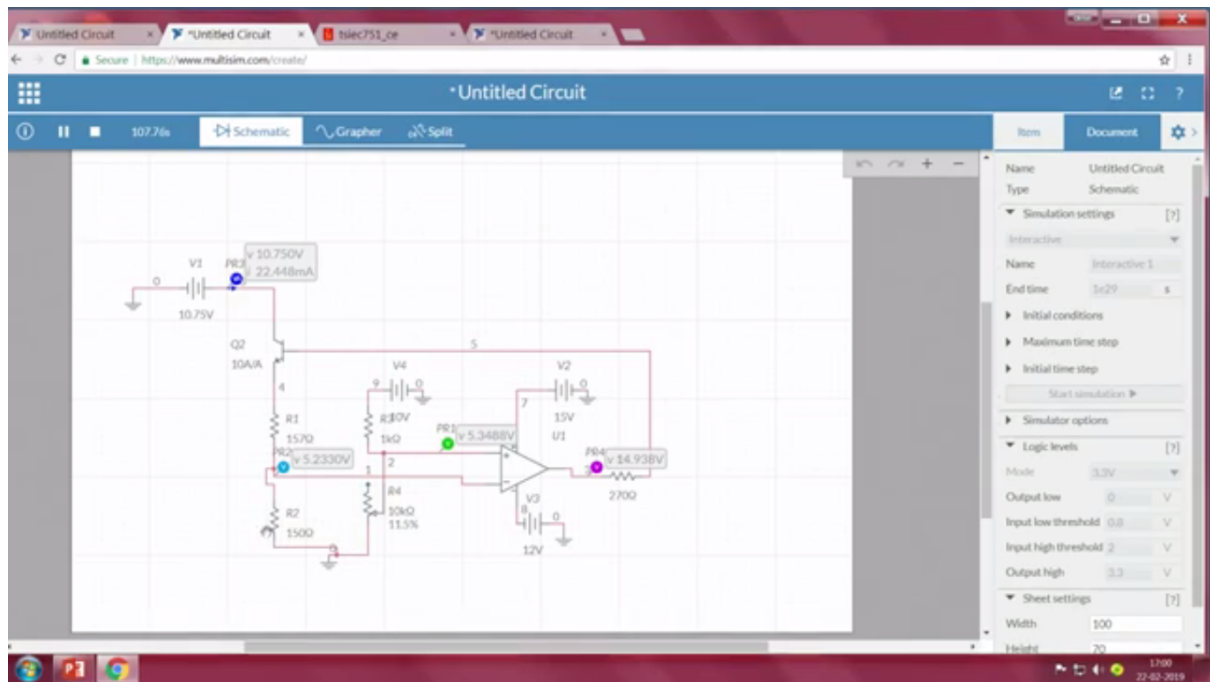 Untitled Circuit
*Untitled Circuit
tsiec751_ce
*Untitled Circuit
Secure | https://www.multisim.com/create/
*Untitled Circuit
107.76s
Schematic
Grapher
Split
Item
Document
Name Untitled Circuit
Type Schematic
Simulation settings [?]
Interactive
Name Interactive 1
End time 1e29 s
Initial conditions
Maximum time step
Initial time step
Start simulation
Simulator options
Logic levels [?]
Mode 3.3V
Output low 0 V
Input low threshold 0.8 V
Input high threshold 2 V
Output high 3.3 V
Sheet settings [?]
Width 100
Height 70
V1
PR3
v 10.750V
i 22.448mA
0
10.75V
Q2
10A/A
5
4
V4
9
0
10V
V2
0
7
15V
R1
157Ω
1kΩ
PR1
v 5.3488V
U1
PR2
v 5.2330V
1
2
PR4
v 14.938V
3
270Ω
R4
10kΩ
11.5%
R2
150Ω
V3
8
0
12V
0
17:00
22-02-2019